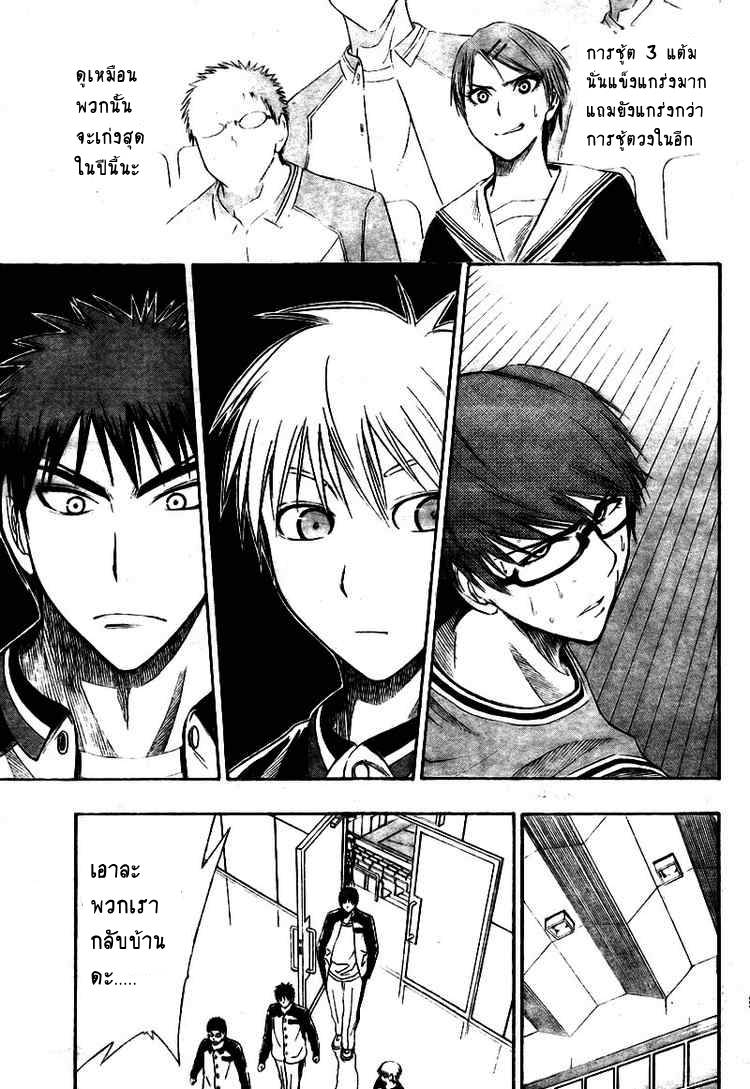 การชู้ต 3 แต้ม
นั่นแข็งแกร่งมาก
แถมยังแกร่งกว่า
การชู้ตวงในอีก
ดูเหมือน
พวกนั้น
จะเก่งสุด
ในปีนี้นะ
เอาละ
พวกเรา
กลับบ้าน
ดะ.....